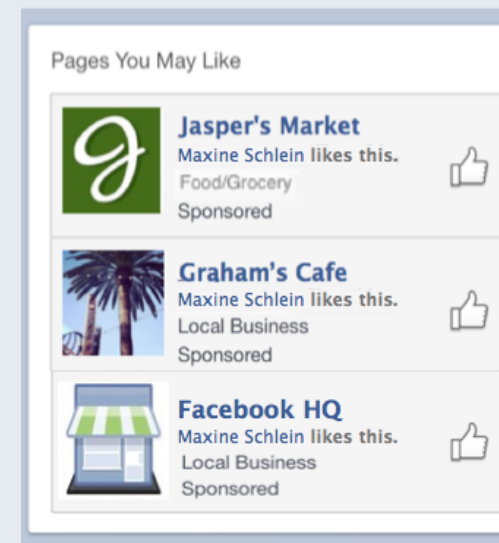 Pages You May Like
Jasper's Market
Maxine Schlein likes this.
Food/Grocery
Sponsored
Graham's Cafe
Maxine Schlein likes this.
Local Business
Sponsored
Facebook HQ
Maxine Schlein likes this.
Local Business
Sponsored